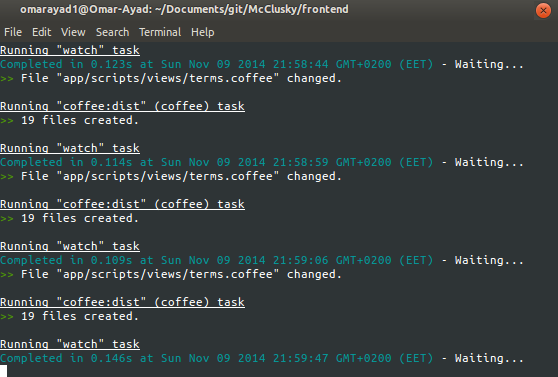 omarayad1@Omar-Ayad: ~/Documents/git/McClusky/frontend
File Edit View Search Terminal Help
Running "watch" task
Completed in 0.123s at Sun Nov 09 2014 21:58:44 GMT+0200 (EET) - Waiting...
>> File "app/scripts/views/terms.coffee" changed.
Running "coffee:dist" (coffee) task
>> 19 files created.
Running "watch" task
Completed in 0.114s at Sun Nov 09 2014 21:58:59 GMT+0200 (EET) - Waiting...
>> File "app/scripts/views/terms.coffee" changed.
Running "coffee:dist" (coffee) task
>> 19 files created.
Running "watch" task
Completed in 0.109s at Sun Nov 09 2014 21:59:06 GMT+0200 (EET) - Waiting...
>> File "app/scripts/views/terms.coffee" changed.
Running "coffee:dist" (coffee) task
>> 19 files created.
Running "watch" task
Completed in 0.146s at Sun Nov 09 2014 21:59:47 GMT+0200 (EET) - Waiting...